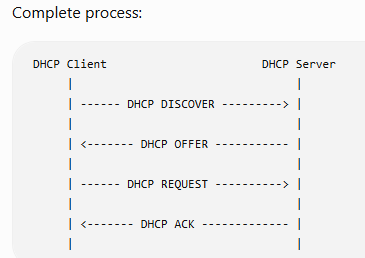 Complete process:
DHCP Client                        DHCP Server
     |                                  |
     | ------ DHCP DISCOVER ---------> |
     |                                  |
     | <------- DHCP OFFER ----------- |
     |                                  |
     | ------ DHCP REQUEST ----------> |
     |                                  |
     | <------- DHCP ACK ------------- |
     |                                  |